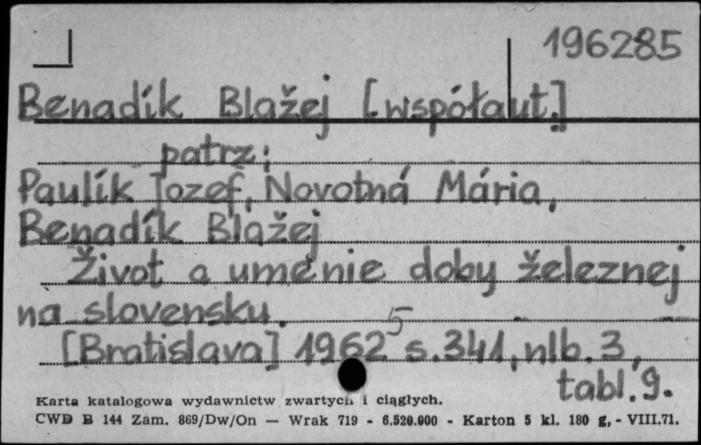 196285
Benadík Blažej [współaut.]
patrz:
Paulík Jozef, Novotná Mária,
Benadík Blažej
Život a uménie doby železnej
na slovensku.
5
[Bratislava] 1962 s.341, nlb.3,
tabl.9.
Karta katalogowa wydawnictw zwartych i ciągłych.
CWD B 144 Zam. 869/Dw/On — Wrak 719 - 6.520.000 - Karton 5 kl. 180 g, - VIII.71.